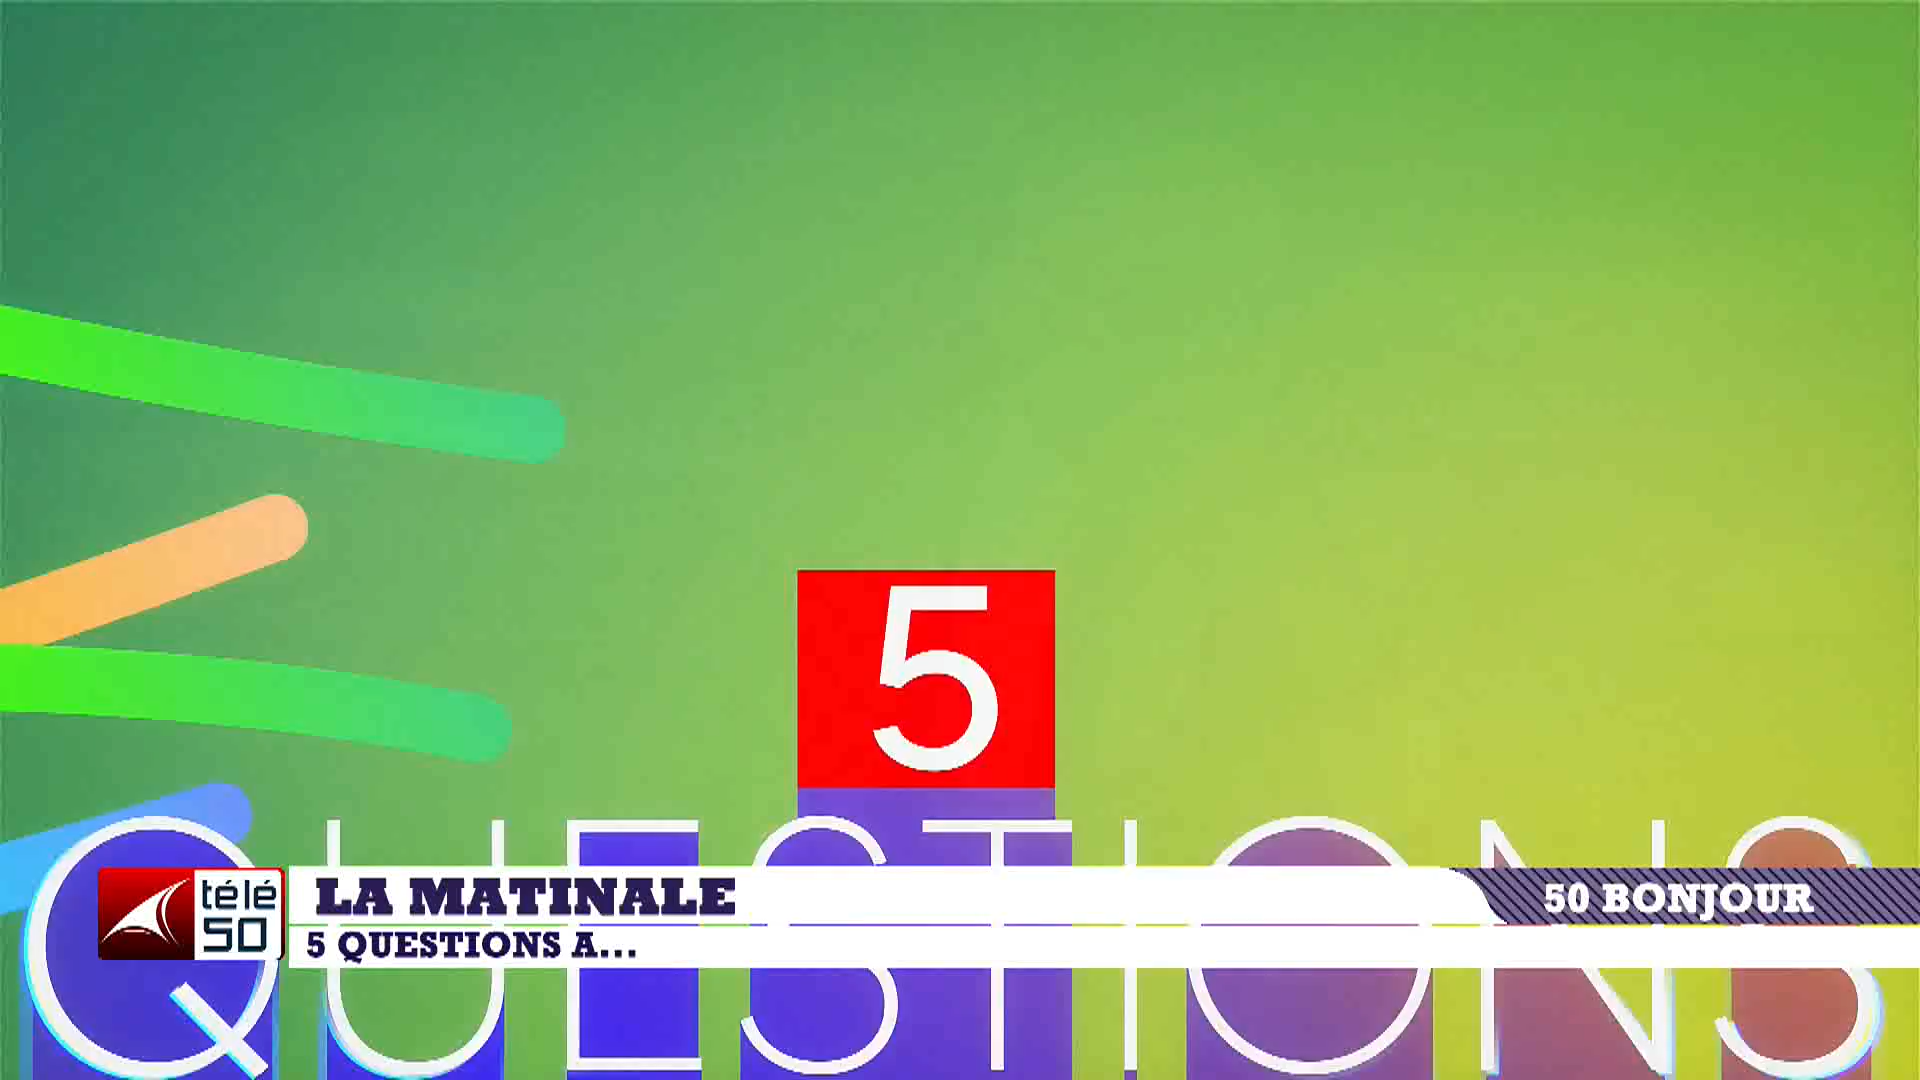 5
QUESTIONS
télé
50
LA MATINALE
50 BONJOUR
5 QUESTIONS A...